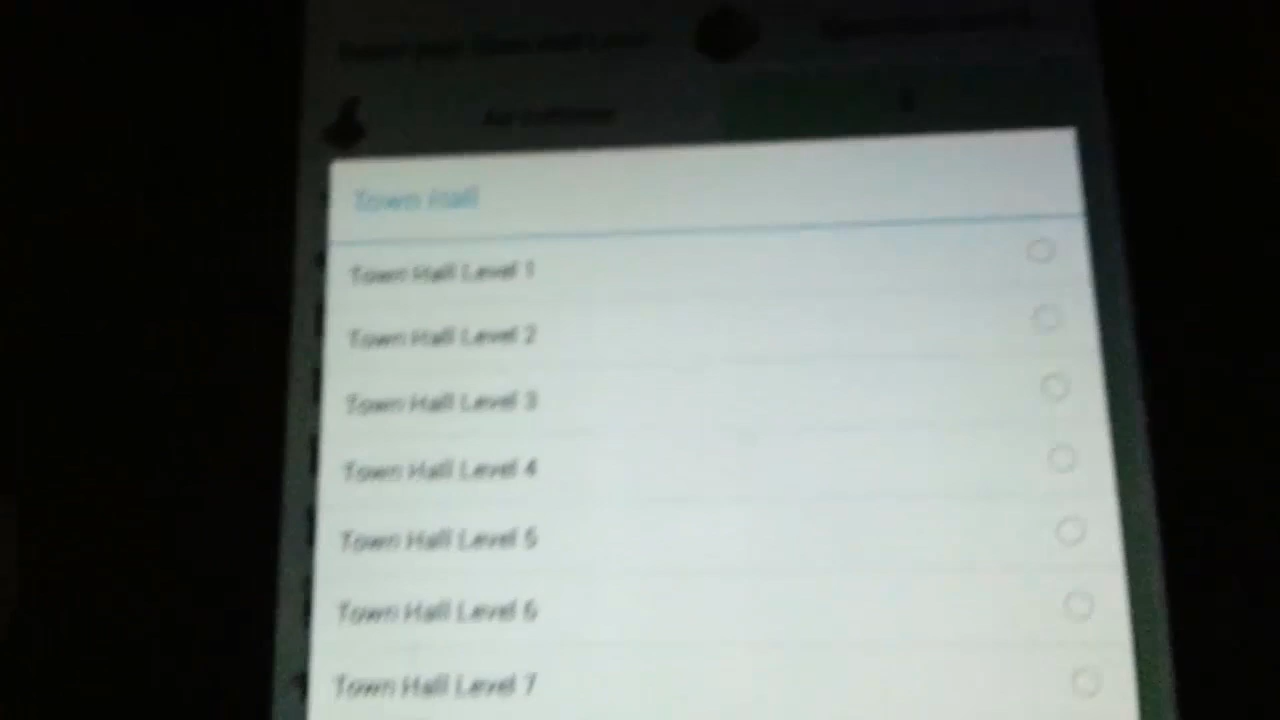 Town Hall
Town Hall Level 1
Town Hall Level 2
Town Hall Level 3
Town Hall Level 4
Town Hall Level 5
Town Hall Level 6
Town Hall Level 7